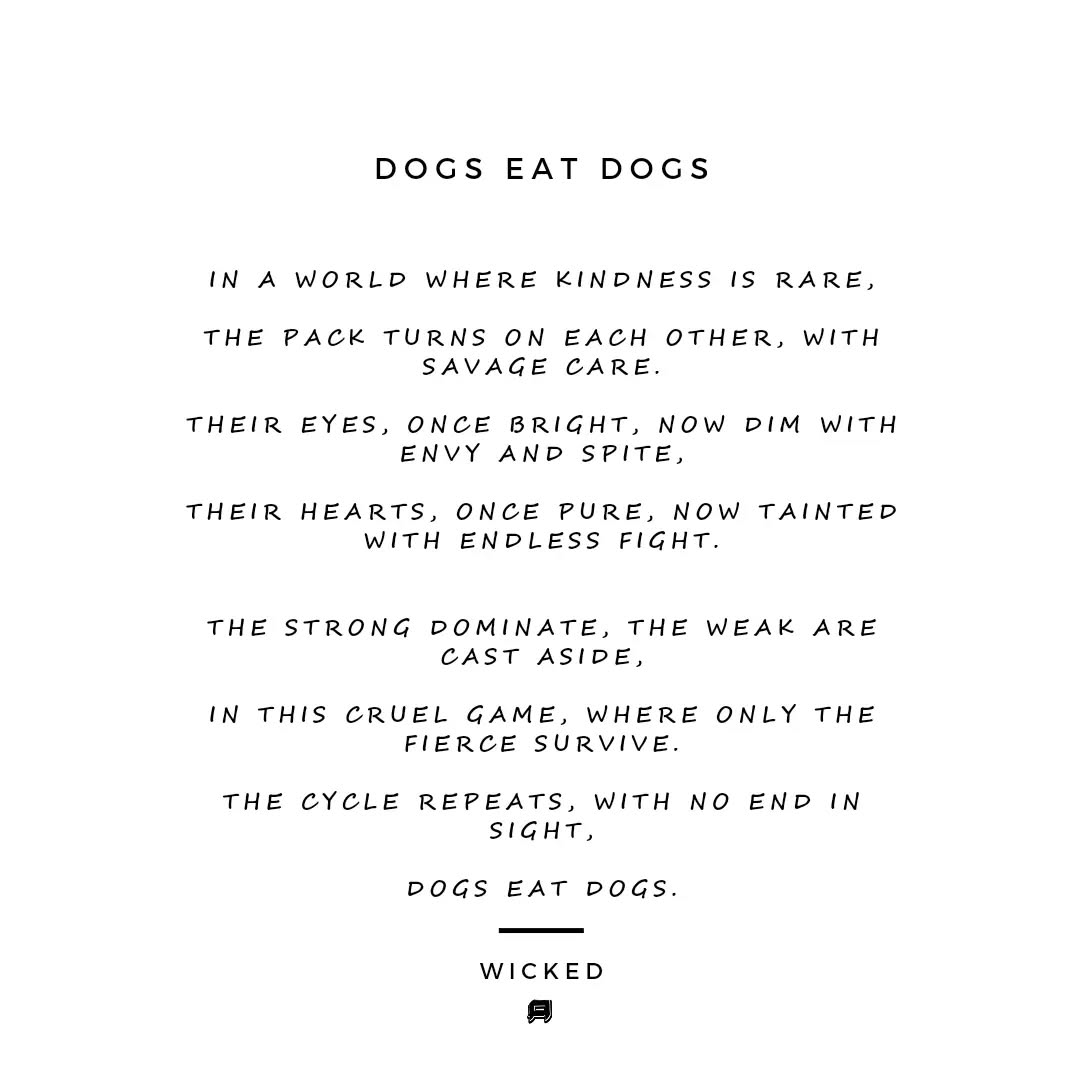 DOGS EAT DOGS
IN A WORLD WHERE KINDNESS IS RARE,
THE PACK TURNS ON EACH OTHER, WITH
SAVAGE CARE.
THEIR EYES, ONCE BRIGHT, NOW DIM WITH
ENVY AND SPITE,
THEIR HEARTS, ONCE PURE, NOW TAINTED
WITH ENDLESS FIGHT.
THE STRONG DOMINATE, THE WEAK ARE
CAST ASIDE,
IN THIS CRUEL GAME, WHERE ONLY THE
FIERCE SURVIVE.
THE CYCLE REPEATS, WITH NO END IN
SIGHT,
DOGS EAT DOGS.
WICKED